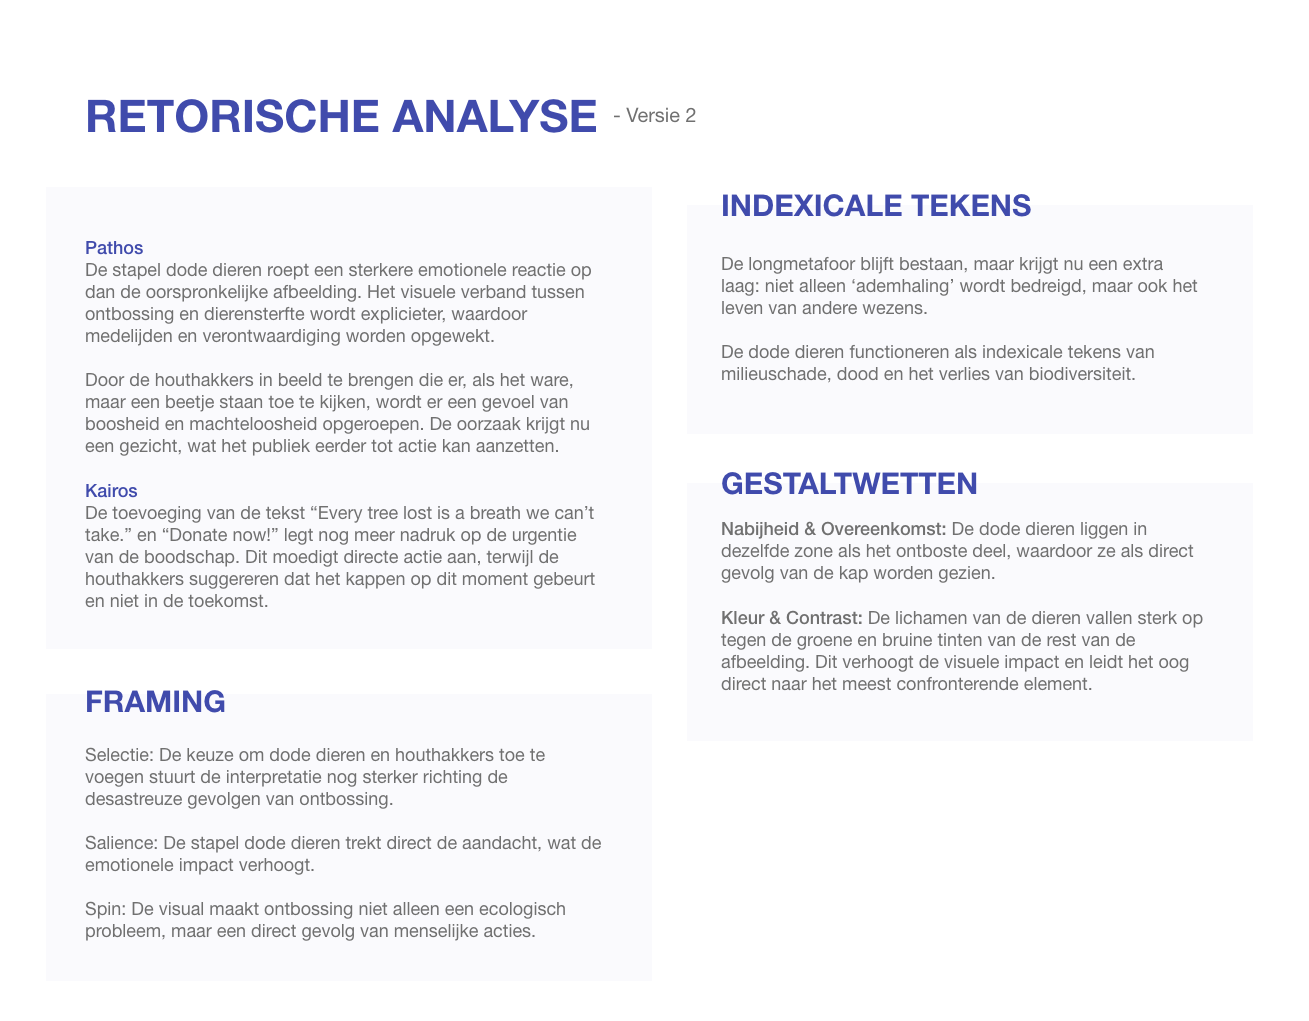 RETORISCHE ANALYSE - Versie 2
Pathos
De stapel dode dieren roept een sterkere emotionele reactie op
dan de oorspronkelijke afbeelding. Het visuele verband tussen
ontbossing en dierensterfte wordt explicieter, waardoor
medelijden en verontwaardiging worden opgewekt.
Door de houthakkers in beeld te brengen die er, als het ware,
maar een beetje staan toe te kijken, wordt er een gevoel van
boosheid en machteloosheid opgeroepen. De oorzaak krijgt nu
een gezicht, wat het publiek eerder tot actie kan aanzetten.
Kairos
De toevoeging van de tekst “Every tree lost is a breath we can’t
take.” en “Donate now!” legt nog meer nadruk op de urgentie
van de boodschap. Dit moedigt directe actie aan, terwijl de
houthakkers suggereren dat het kappen op dit moment gebeurt
en niet in de toekomst.
FRAMING
Selectie: De keuze om dode dieren en houthakkers toe te
voegen stuurt de interpretatie nog sterker richting de
desastreuze gevolgen van ontbossing.
Salience: De stapel dode dieren trekt direct de aandacht, wat de
emotionele impact verhoogt.
Spin: De visual maakt ontbossing niet alleen een ecologisch
probleem, maar een direct gevolg van menselijke acties.
INDEXICALE TEKENS
De longmetafoor blijft bestaan, maar krijgt nu een extra
laag: niet alleen ‘ademhaling’ wordt bedreigd, maar ook het
leven van andere wezens.
De dode dieren functioneren als indexicale tekens van
milieuschade, dood en het verlies van biodiversiteit.
GESTALTWETTEN
Nabijheid & Overeenkomst: De dode dieren liggen in
dezelfde zone als het ontboste deel, waardoor ze als direct
gevolg van de kap worden gezien.
Kleur & Contrast: De lichamen van de dieren vallen sterk op
tegen de groene en bruine tinten van de rest van de
afbeelding. Dit verhoogt de visuele impact en leidt het oog
direct naar het meest confronterende element.